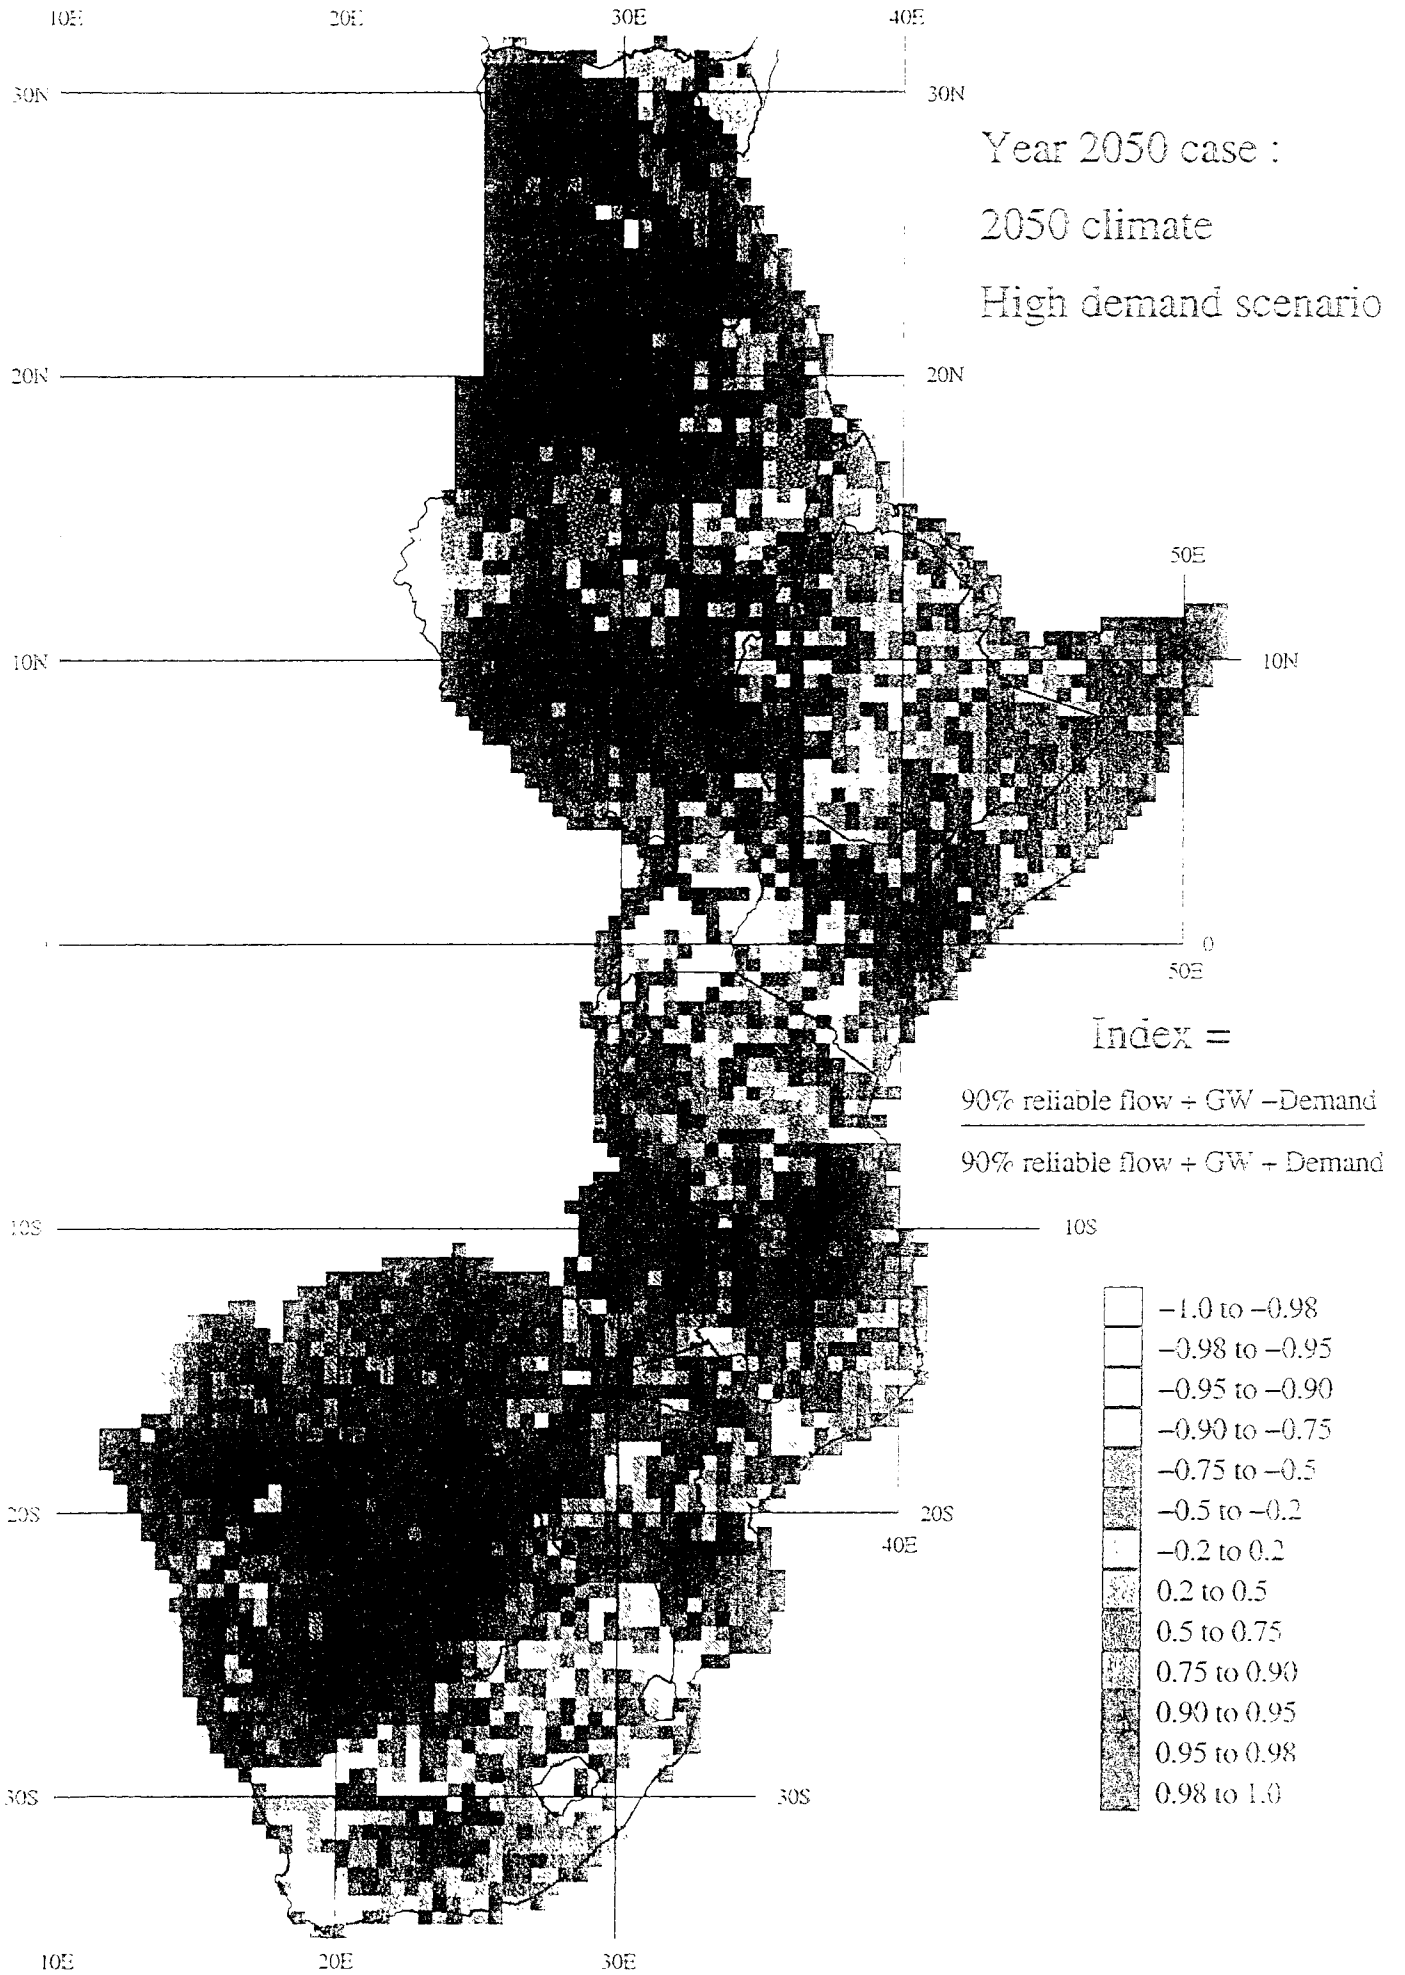 10E 20E 30E 40E
30N 30N
Year 2050 case :
2050 climate
High demand scenario
20N 20N
50E
10N 10N
0
50E
Index =
90% reliable flow + GW −Demand
90% reliable flow + GW + Demand
10S 10S
−1.0 to −0.98
−0.98 to −0.95
−0.95 to −0.90
−0.90 to −0.75
−0.75 to −0.5
−0.5 to −0.2
−0.2 to 0.2
0.2 to 0.5
0.5 to 0.75
0.75 to 0.90
0.90 to 0.95
0.95 to 0.98
0.98 to 1.0
20S 20S
40E
30S 30S
10E 20E 30E